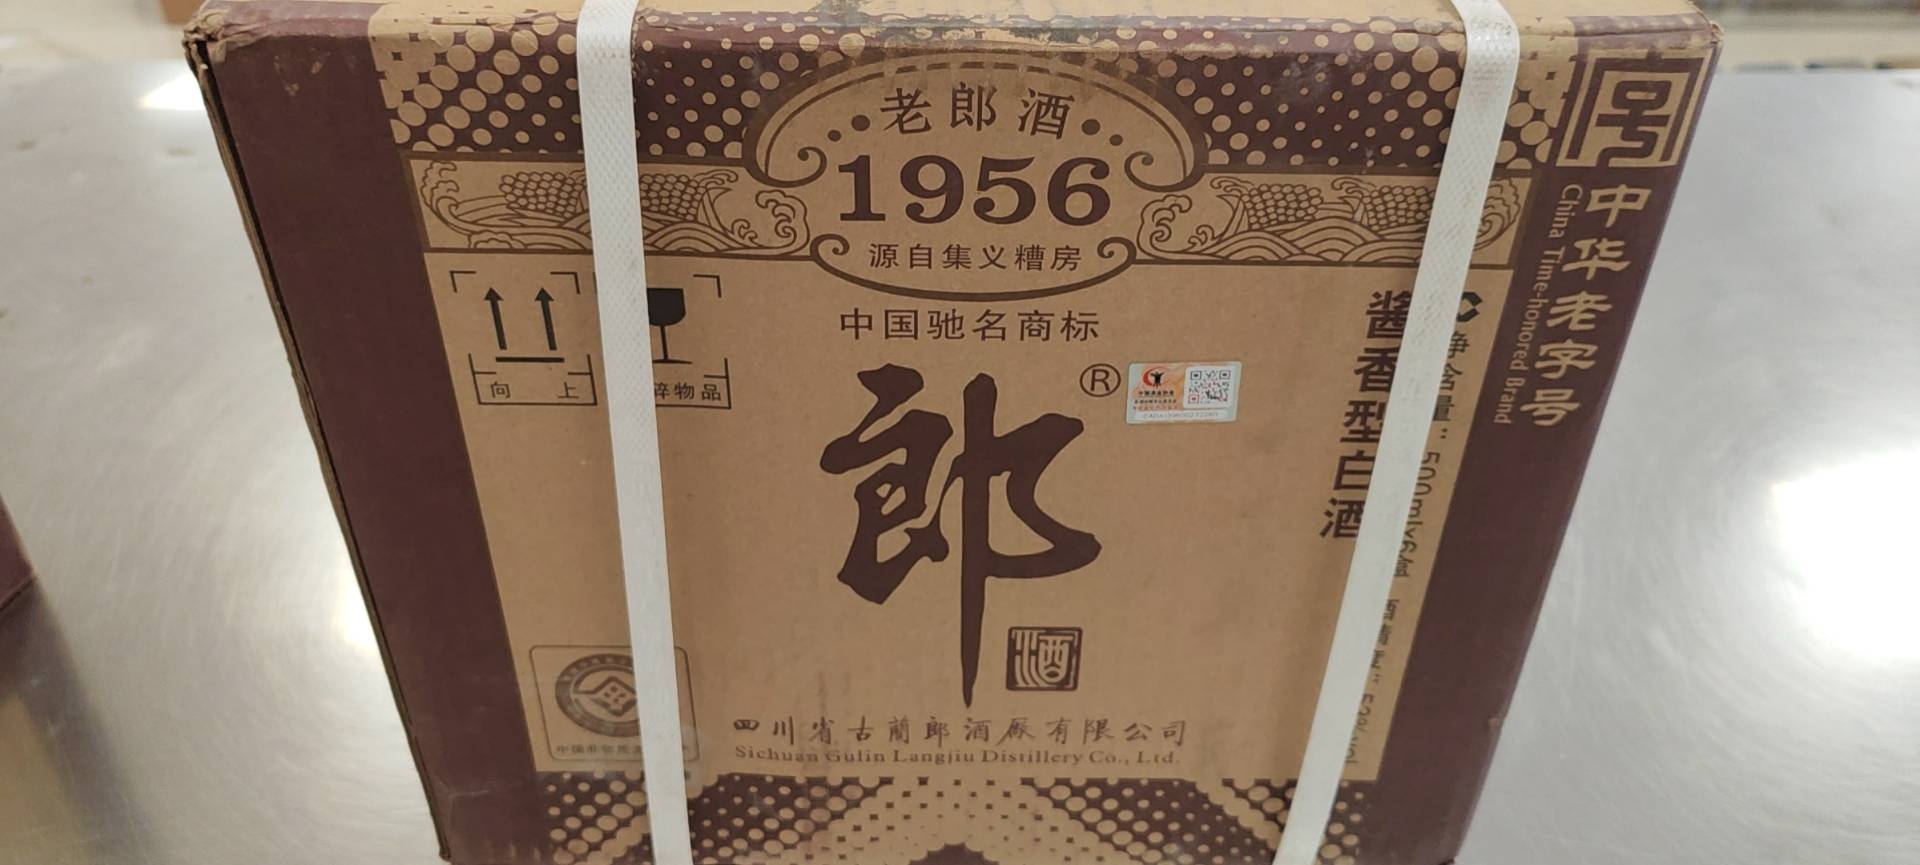 老郎酒
1956
源自集义糟房
中国驰名商标
郎
®
酒
四川省古蔺郎酒厂有限公司
Sichuan Gulin Langjiu Distillery Co., Ltd.
向 上
碎物品
酱香型白酒
净含量: 500ml×6盒
号
中华老字号
China Time-honored Brand